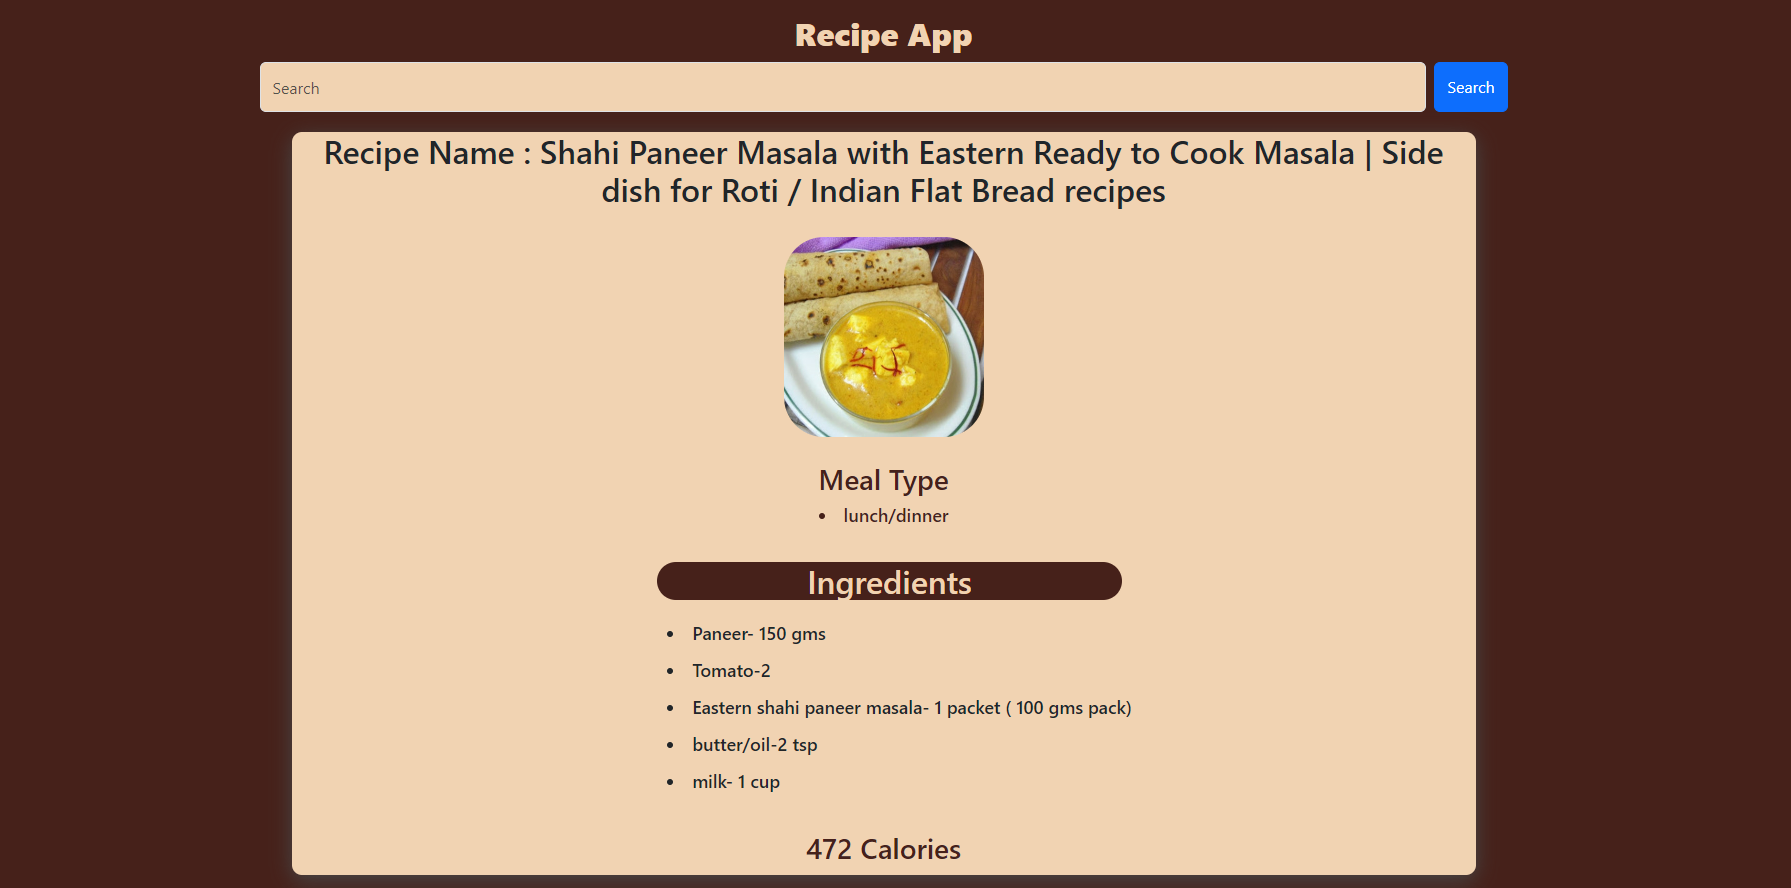 Recipe App
Search
Search
Recipe Name : Shahi Paneer Masala with Eastern Ready to Cook Masala | Side
dish for Roti / Indian Flat Bread recipes
Meal Type
• lunch/dinner
Ingredients
• Paneer- 150 gms
• Tomato-2
• Eastern shahi paneer masala- 1 packet ( 100 gms pack)
• butter/oil-2 tsp
• milk- 1 cup
472 Calories